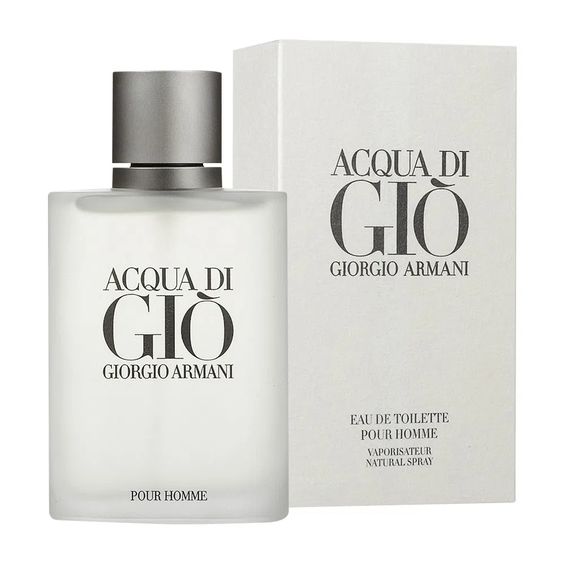 ACQUA DI
GIÒ
GIORGIO ARMANI
POUR HOMME
ACQUA DI
GIÒ
GIORGIO ARMANI
EAU DE TOILETTE
POUR HOMME
VAPORISATEUR
NATURAL SPRAY